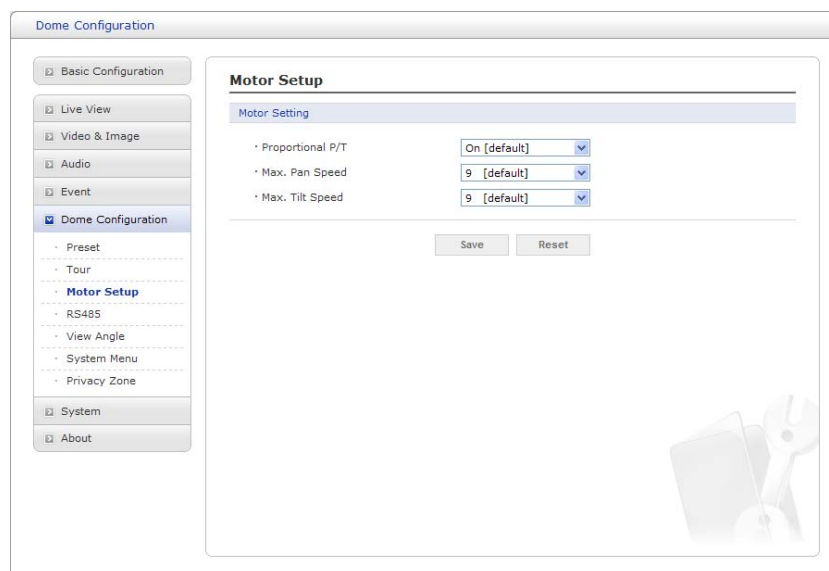 Dome Configuration
Basic Configuration
Live View
Video & Image
Audio
Event
Dome Configuration
· Preset
· Tour
· Motor Setup
· RS485
· View Angle
· System Menu
· Privacy Zone
System
About
Motor Setup
Motor Setting
· Proportional P/T On [default]
· Max. Pan Speed 9 [default]
· Max. Tilt Speed 9 [default]
Save Reset